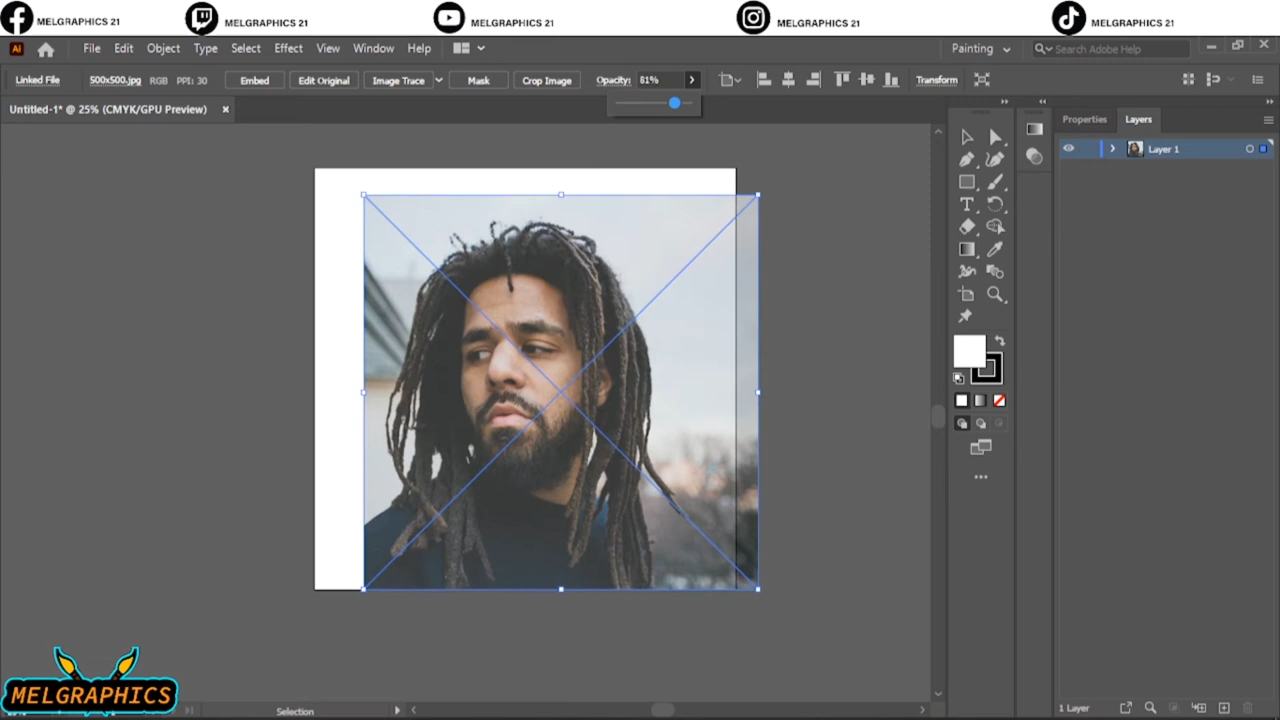 MELGRAPHICS 21 MELGRAPHICS 21 MELGRAPHICS 21 MELGRAPHICS 21 MELGRAPHICS 21
Ai File Edit Object Type Select Effect View Window Help Painting Search Adobe Help
Linked File 500x500.jpg RGB PPI: 30 Embed Edit Original Image Trace Mask Crop Image Opacity: 81% Transform
Untitled-1* @ 25% (CMYK/GPU Preview)
Properties Layers
Layer 1
MELGRAPHICS
Selection
1 Layer